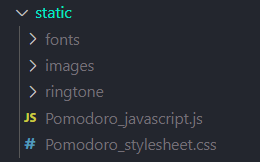 static
fonts
images
ringtone
JS Pomodoro_javascript.js
# Pomodoro_stylesheet.css